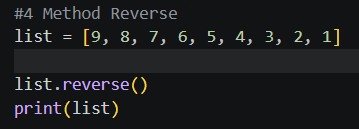 #4 Method Reverse
list = [9, 8, 7, 6, 5, 4, 3, 2, 1]
list.reverse()
print(list)